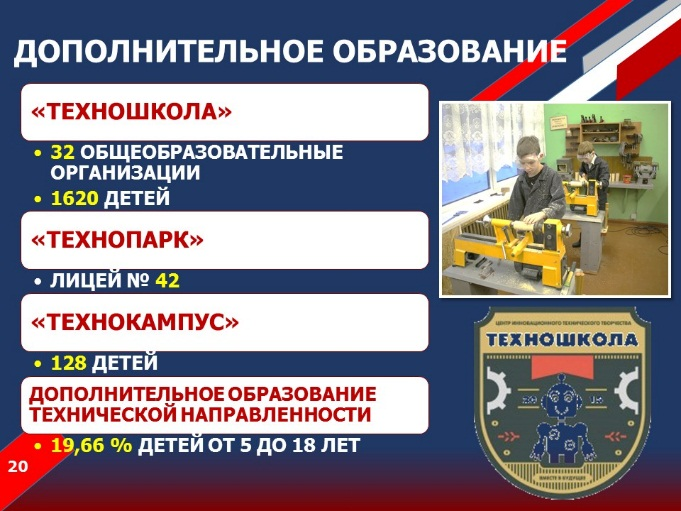 ДОПОЛНИТЕЛЬНОЕ ОБРАЗОВАНИЕ
«ТЕХНОШКОЛА»
• 32 ОБЩЕОБРАЗОВАТЕЛЬНЫЕ
ОРГАНИЗАЦИИ
• 1620 ДЕТЕЙ
«ТЕХНОПАРК»
• ЛИЦЕЙ № 42
«ТЕХНОКАМПУС»
• 128 ДЕТЕЙ
ДОПОЛНИТЕЛЬНОЕ ОБРАЗОВАНИЕ
ТЕХНИЧЕСКОЙ НАПРАВЛЕННОСТИ
• 19,66 % ДЕТЕЙ ОТ 5 ДО 18 ЛЕТ
20
ЦЕНТР ИННОВАЦИОННОГО ТЕХНИЧЕСКОГО ТВОРЧЕСТВА
ТЕХНОШКОЛА
ВМЕСТЕ В БУДУЩЕЕ